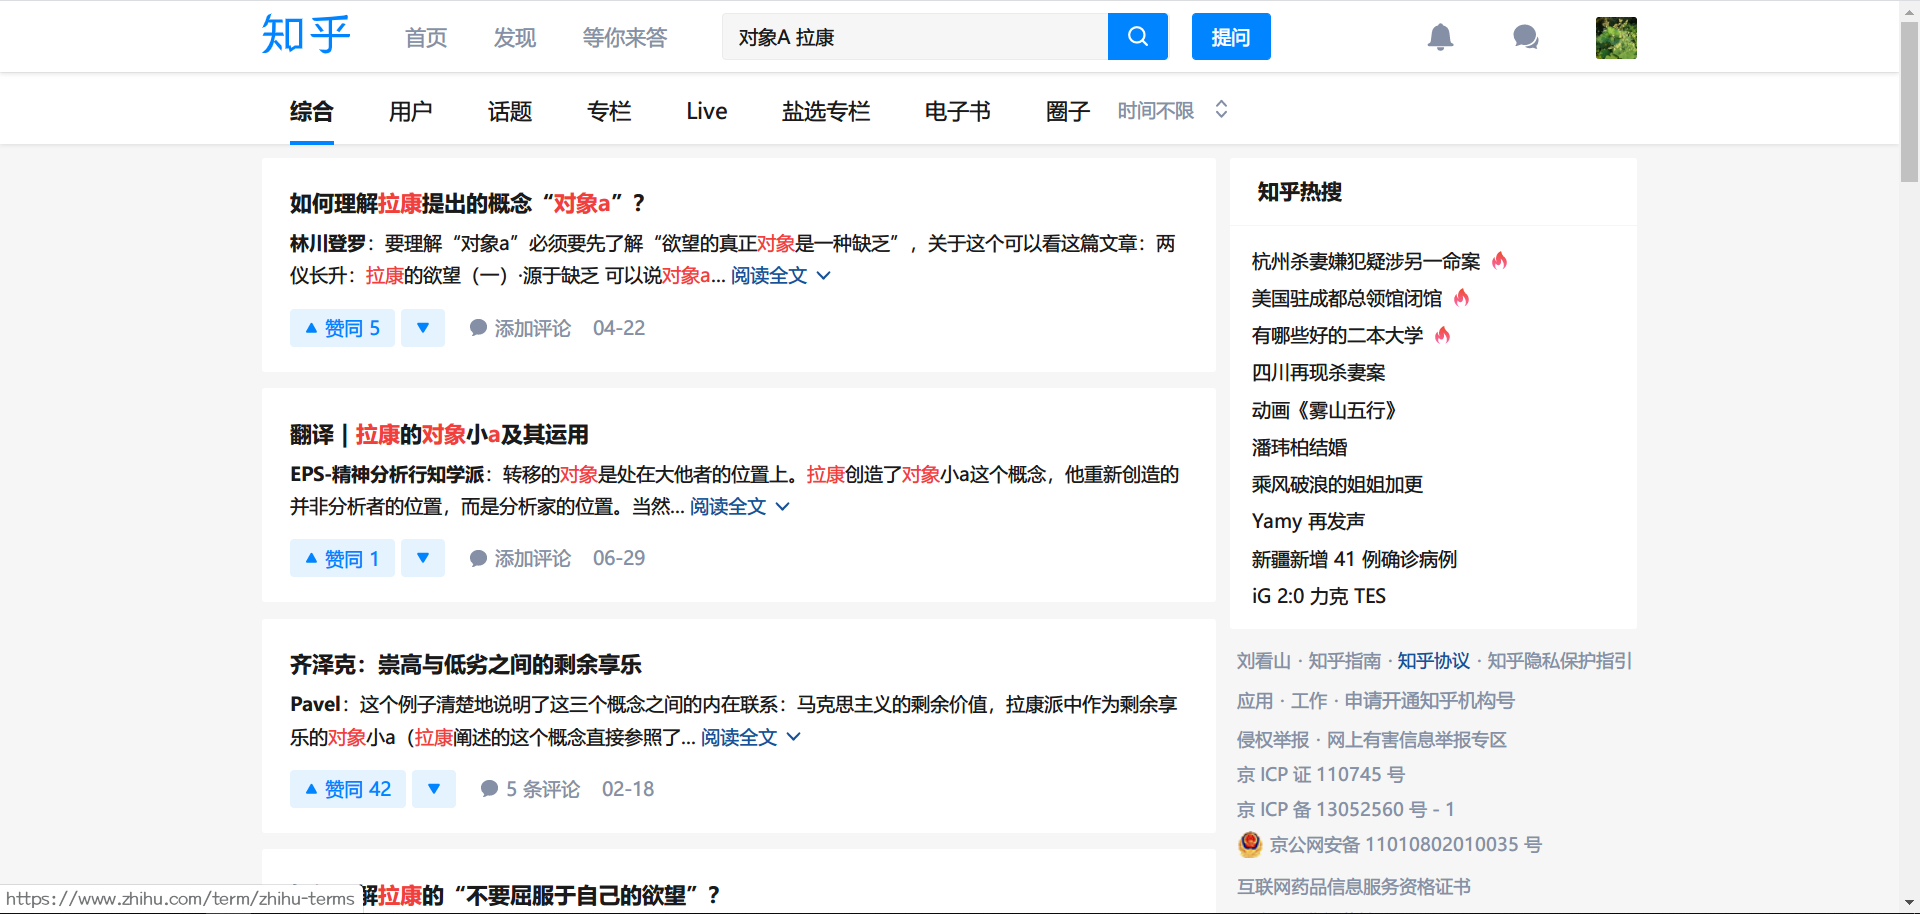 知乎 首页 发现 等你来答 对象A 拉康 提问
综合 用户 话题 专栏 Live 盐选专栏 电子书 圈子 时间不限
如何理解拉康提出的概念“对象a”？
林川登罗：要理解“对象a”必须要先了解“欲望的真正对象是一种缺乏”，关于这个可以看这篇文章：两
仪长升：拉康的欲望（一）·源于缺乏 可以说对象a... 阅读全文
赞同 5 添加评论 04-22
翻译 | 拉康的对象小a及其运用
EPS-精神分析行知学派：转移的对象是处在大他者的位置上。拉康创造了对象小a这个概念，他重新创造的
并非分析者的位置，而是分析家的位置。当然... 阅读全文
赞同 1 添加评论 06-29
齐泽克：崇高与低劣之间的剩余享乐
Pavel：这个例子清楚地说明了这三个概念之间的内在联系：马克思主义的剩余价值，拉康派中作为剩余享
乐的对象小a（拉康阐述的这个概念直接参照了... 阅读全文
赞同 42 5 条评论 02-18
解拉康的“不要屈服于自己的欲望”？
https://www.zhihu.com/term/zhihu-terms
知乎热搜
杭州杀妻嫌犯疑涉另一命案
美国驻成都总领馆闭馆
有哪些好的二本大学
四川再现杀妻案
动画《雾山五行》
潘玮柏结婚
乘风破浪的姐姐加更
Yamy 再发声
新疆新增 41 例确诊病例
iG 2:0 力克 TES
刘看山 · 知乎指南 · 知乎协议 · 知乎隐私保护指引
应用 · 工作 · 申请开通知乎机构号
侵权举报 · 网上有害信息举报专区
京 ICP 证 110745 号
京 ICP 备 13052560 号 - 1
京公网安备 11010802010035 号
互联网药品信息服务资格证书